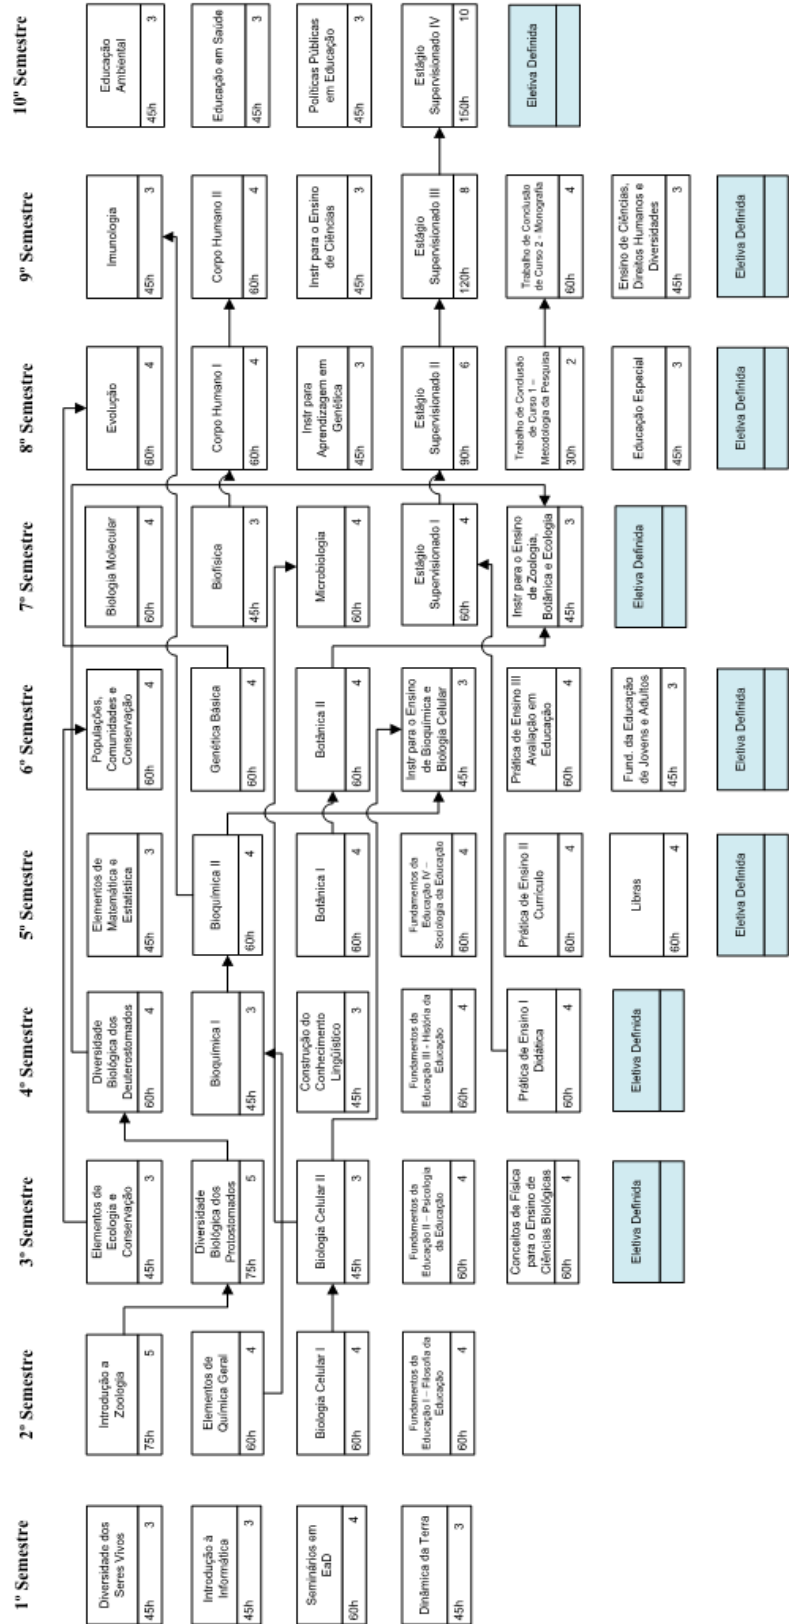 1º Semestre
Diversidade dos
Seres Vivos
45h 3
Introdução à
Informática
45h 3
Seminários em
EaD
60h 4
Dinâmica da Terra
45h 3
2º Semestre
Introdução a
Zoologia
75h 5
Elementos de
Química Geral
60h 4
Biologia Celular I
60h 4
Fundamentos da
Educação I – Filosofia da
Educação
60h 4
3º Semestre
Elementos de
Ecologia e
Conservação
45h 3
Diversidade
Biológica dos
Protostomados
75h 5
Biologia Celular II
45h 3
Fundamentos da
Educação II – Psicologia
da Educação
60h 4
Conceitos de Física
para o Ensino de
Ciências Biológicas
60h 4
Eletiva Definida
4º Semestre
Diversidade
Biológica dos
Deuterostomados
60h 4
Bioquímica I
45h 3
Construção do
Conhecimento
Lingüístico
45h 3
Fundamentos da
Educação III - História da
Educação
60h 4
Prática de Ensino I
Didática
60h 4
Eletiva Definida
5º Semestre
Elementos de
Matemática e
Estatística
45h 3
Bioquímica II
60h 4
Botânica I
60h 4
Fundamentos da
Educação IV –
Sociologia da Educação
60h 4
Prática de Ensino II
Currículo
60h 4
Libras
60h 4
Eletiva Definida
6º Semestre
Populações,
Comunidades e
Conservação
60h 4
Genética Básica
60h 4
Botânica II
60h 4
Instr para o Ensino
de Bioquímica e
Biologia Celular
45h 3
Prática de Ensino III
Avaliação em
Educação
60h 4
Fund. da Educação
de Jovens e Adultos
45h 3
Eletiva Definida
7º Semestre
Biologia Molecular
60h 4
Biofísica
45h 3
Microbiologia
60h 4
Estágio
Supervisionado I
60h 4
Instr para o Ensino
de Zoologia,
Botânica e Ecologia
45h 3
Eletiva Definida
8º Semestre
Evolução
60h 4
Corpo Humano I
60h 4
Instr para
Aprendizagem em
Genética
45h 3
Estágio
Supervisionado II
90h 6
Trabalho de Conclusão
de Curso 1 –
Metodologia da Pesquisa
30h 2
Educação Especial
45h 3
Eletiva Definida
9º Semestre
Imunologia
45h 3
Corpo Humano II
60h 4
Instr para o Ensino
de Ciências
45h 3
Estágio
Supervisionado III
120h 8
Trabalho de Conclusão
de Curso 2 - Monografia
60h 4
Ensino de Ciências,
Direitos Humanos e
Diversidades
45h 3
Eletiva Definida
10º Semestre
Educação
Ambiental
45h 3
Educação em Saúde
45h 3
Políticas Públicas
em Educação
45h 3
Estágio
Supervisionado IV
150h 10
Eletiva Definida